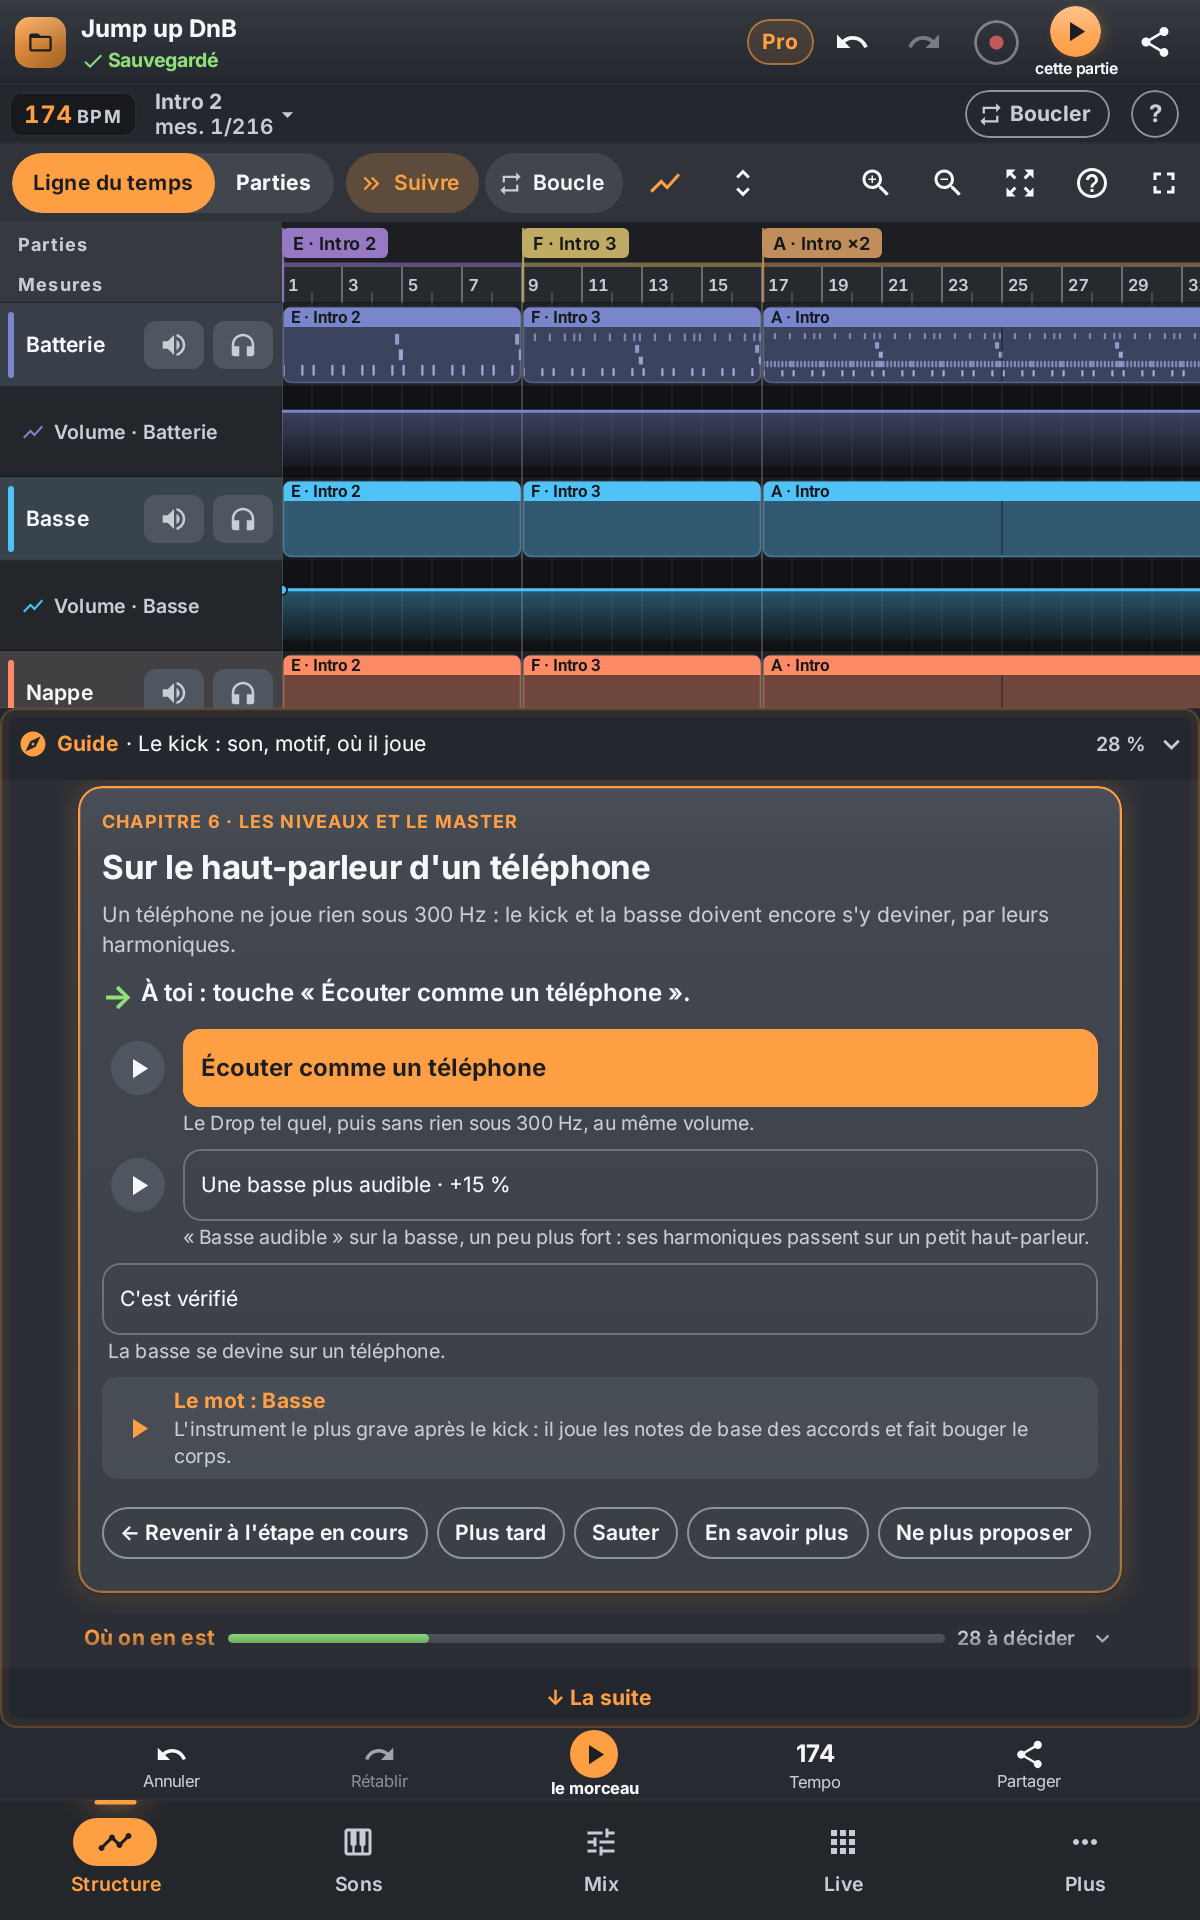 Jump up DnB
Sauvegardé
Pro
cette partie
174 BPM
Intro 2
mes. 1/216
Boucler
?
Ligne du temps
Parties
Suivre
Boucle
Parties
E · Intro 2
F · Intro 3
A · Intro ×2
Mesures
1 3 5 7 9 11 13 15 17 19 21 23 25 27 29
Batterie
E · Intro 2
F · Intro 3
A · Intro
Volume · Batterie
Basse
E · Intro 2
F · Intro 3
A · Intro
Volume · Basse
Nappe
E · Intro 2
F · Intro 3
A · Intro
Guide · Le kick : son, motif, où il joue
28 %
CHAPITRE 6 · LES NIVEAUX ET LE MASTER
Sur le haut-parleur d'un téléphone
Un téléphone ne joue rien sous 300 Hz : le kick et la basse doivent encore s'y deviner, par leurs
harmoniques.
À toi : touche « Écouter comme un téléphone ».
Écouter comme un téléphone
Le Drop tel quel, puis sans rien sous 300 Hz, au même volume.
Une basse plus audible · +15 %
« Basse audible » sur la basse, un peu plus fort : ses harmoniques passent sur un petit haut-parleur.
C'est vérifié
La basse se devine sur un téléphone.
Le mot : Basse
L'instrument le plus grave après le kick : il joue les notes de base des accords et fait bouger le
corps.
← Revenir à l'étape en cours
Plus tard
Sauter
En savoir plus
Ne plus proposer
Où on en est
28 à décider
↓ La suite
Annuler
Rétablir
le morceau
174
Tempo
Partager
Structure
Sons
Mix
Live
Plus